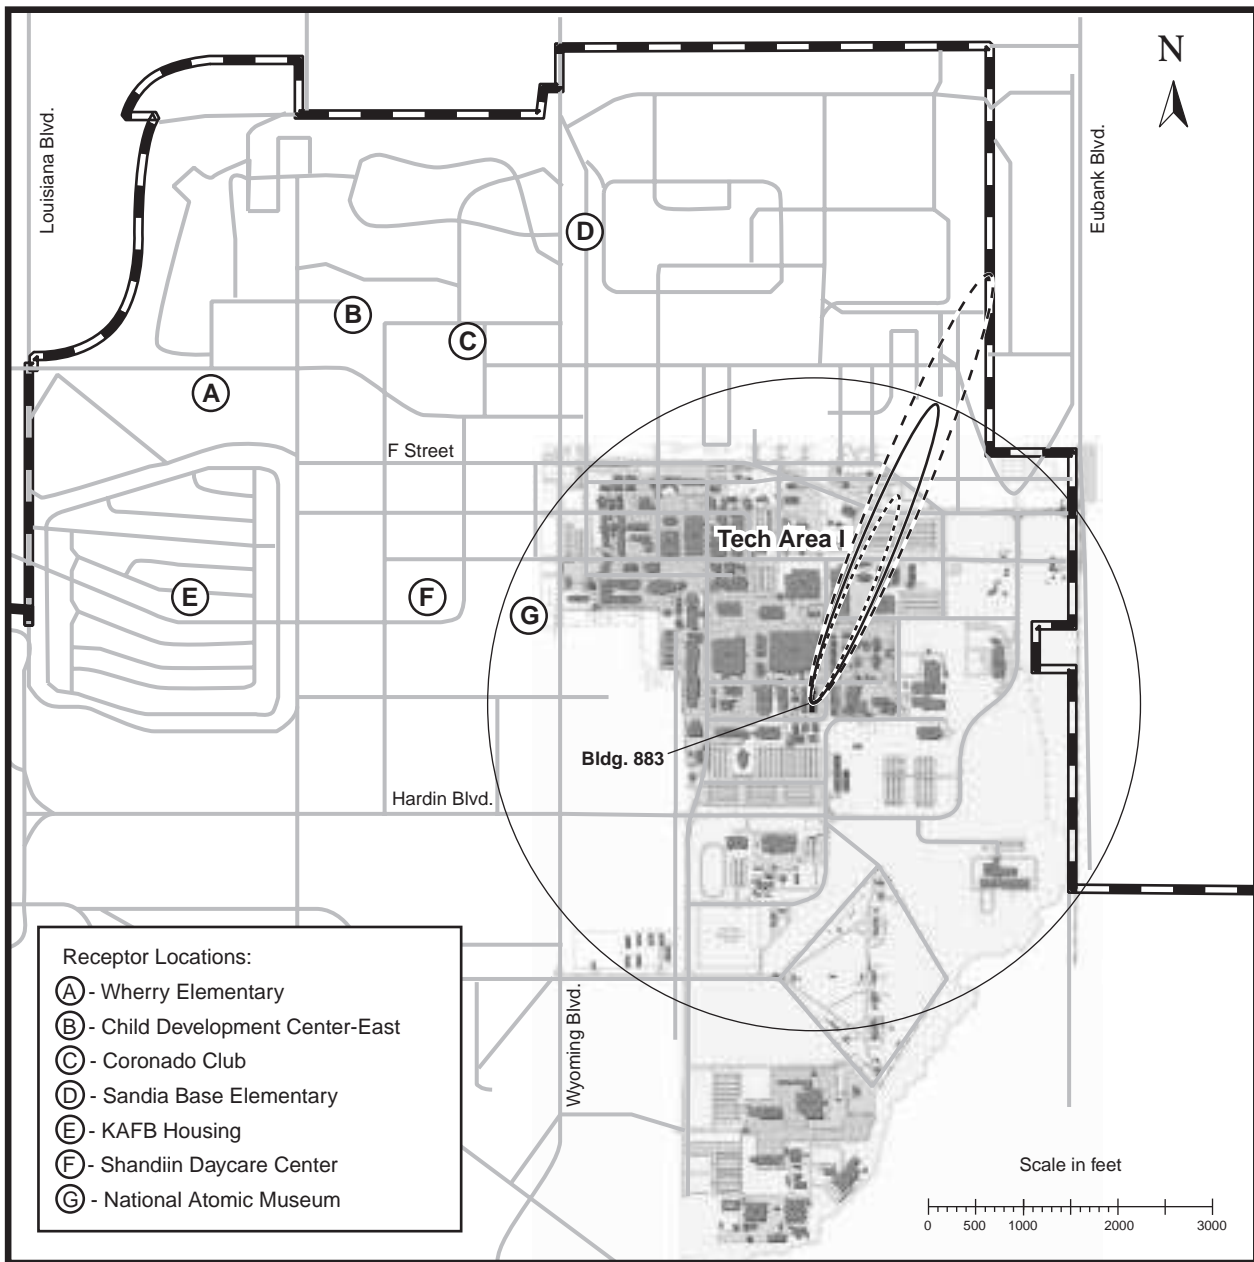 N
Louisiana Blvd.
Eubank Blvd.
D
B
C
A
F Street
Tech Area I
E
F
G
Bldg. 883
Hardin Blvd.
Wyoming Blvd.
Receptor Locations:
A - Wherry Elementary
B - Child Development Center-East
C - Coronado Club
D - Sandia Base Elementary
E - KAFB Housing
F - Shandiin Daycare Center
G - National Atomic Museum
Scale in feet
0 500 1000 2000 3000